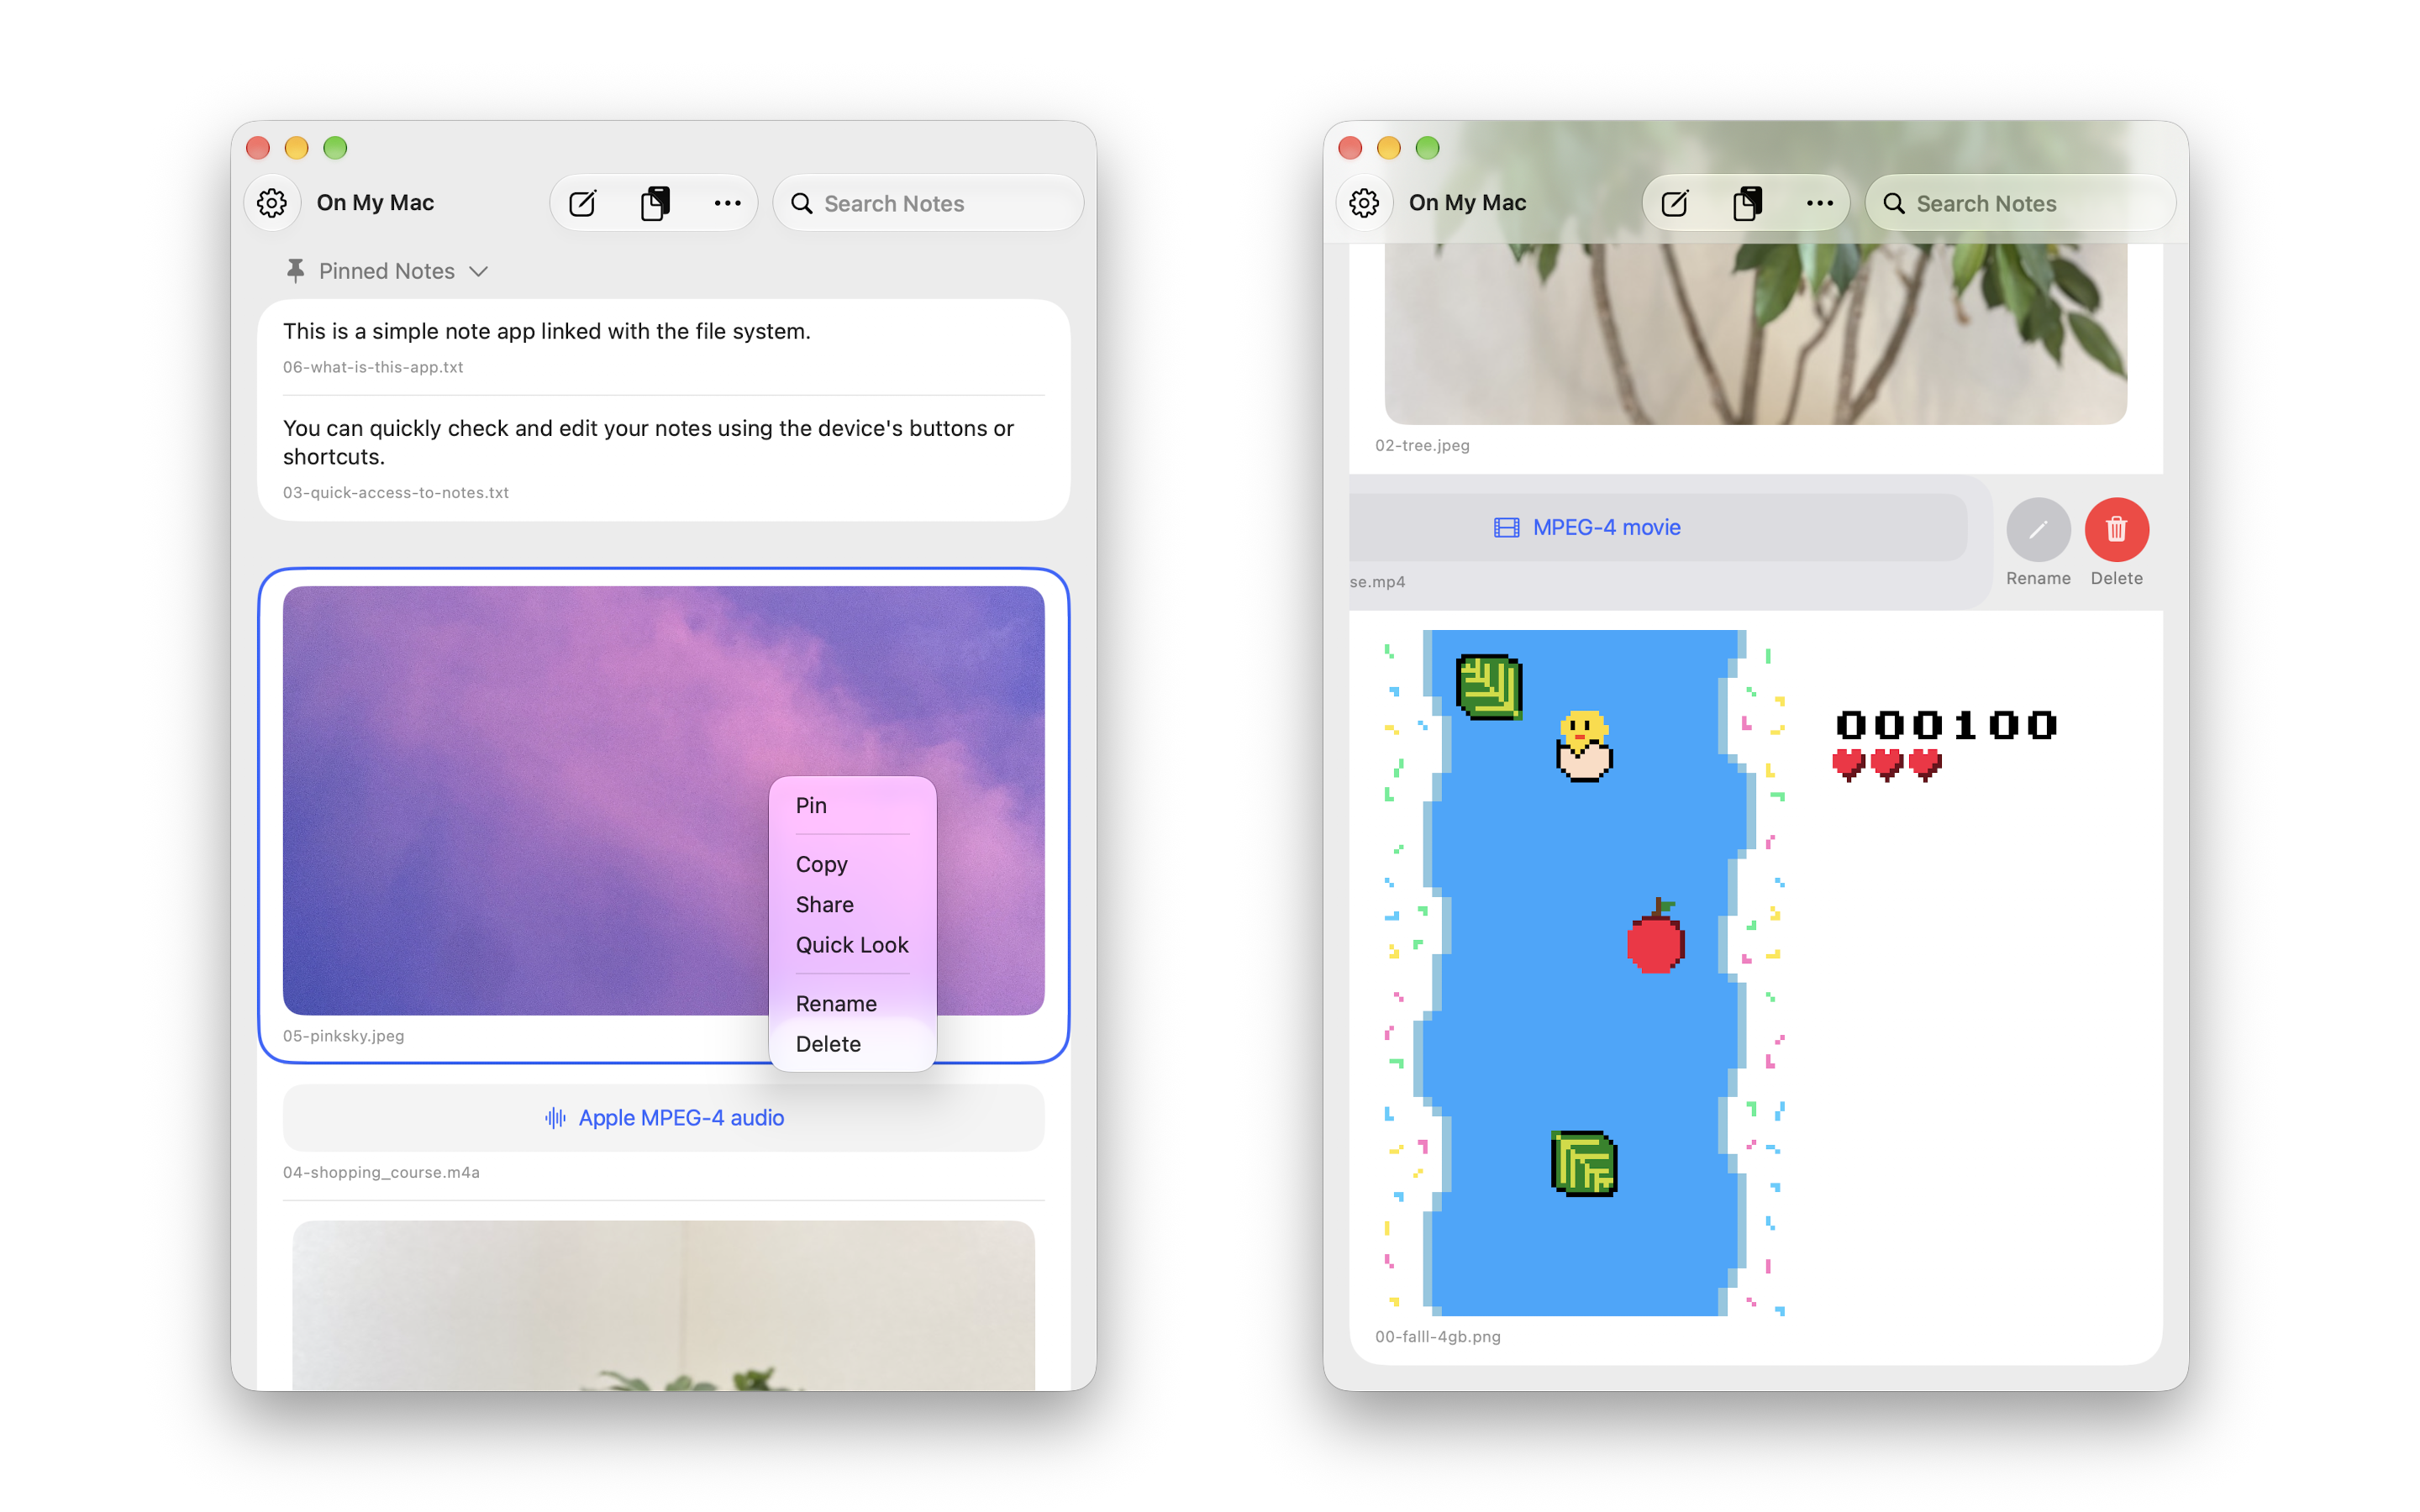 On My Mac
Search Notes
Pinned Notes
This is a simple note app linked with the file system.
06-what-is-this-app.txt
You can quickly check and edit your notes using the device's buttons or
shortcuts.
03-quick-access-to-notes.txt
Pin
Copy
Share
Quick Look
Rename
Delete
05-pinksky.jpeg
Apple MPEG-4 audio
04-shopping_course.m4a
On My Mac
Search Notes
02-tree.jpeg
MPEG-4 movie
se.mp4
Rename
Delete
000100
00-falll-4gb.png